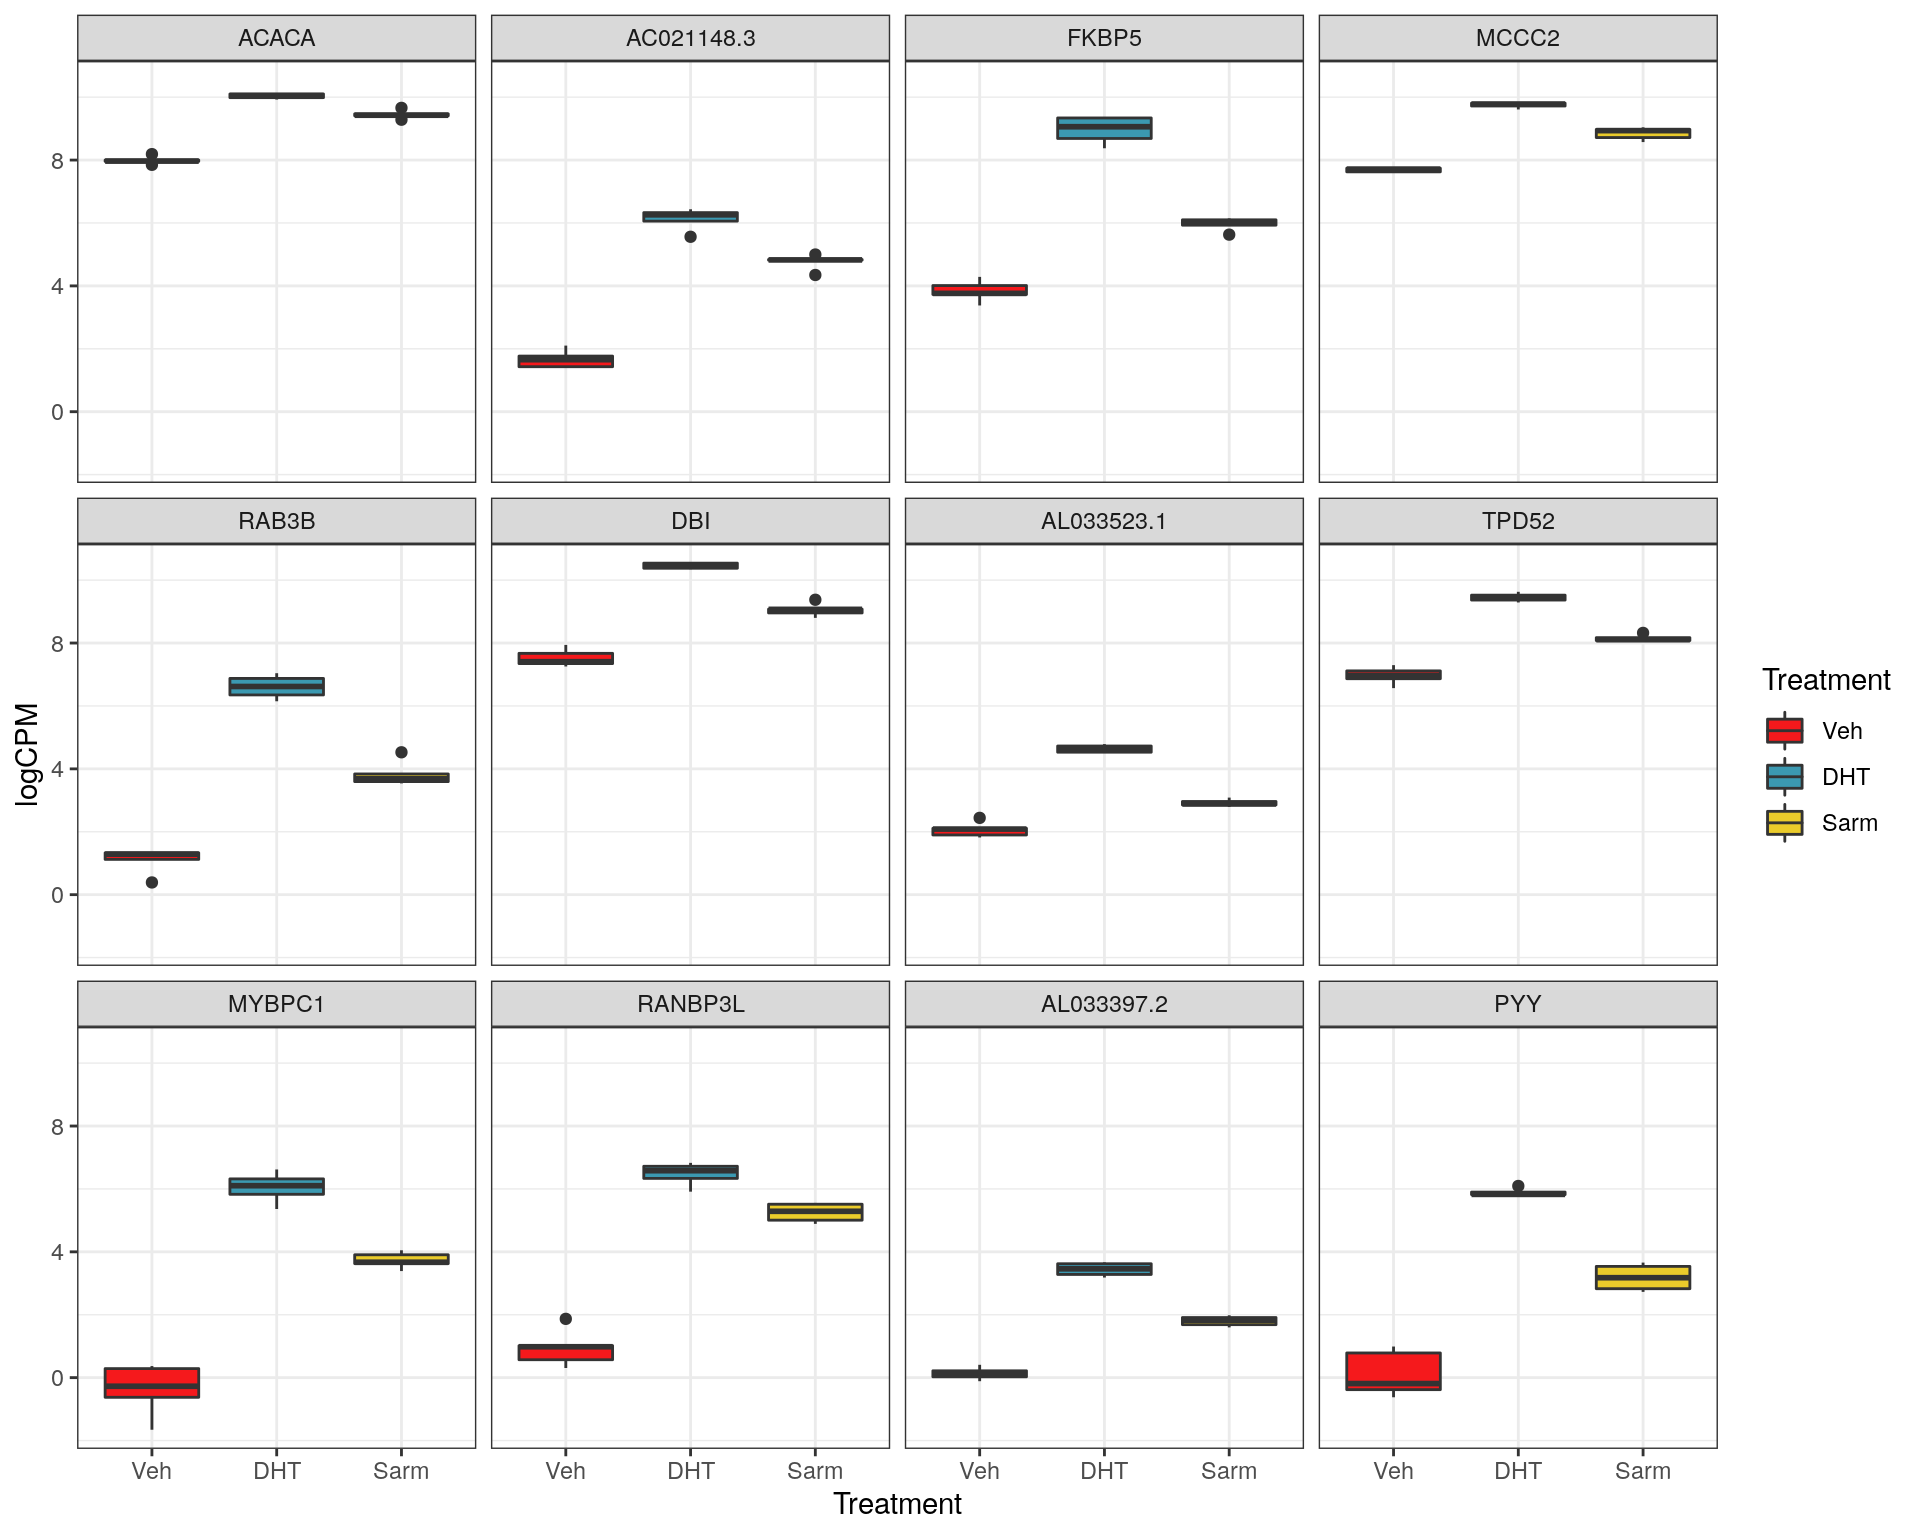 ACACA AC021148.3 FKBP5 MCCC2
8
4
0
RAB3B DBI AL033523.1 TPD52
8
4
0
MYBPC1 RANBP3L AL033397.2 PYY
8
4
0
Veh DHT Sarm Veh DHT Sarm Veh DHT Sarm Veh DHT Sarm
Treatment
logCPM
Treatment
Veh
DHT
Sarm